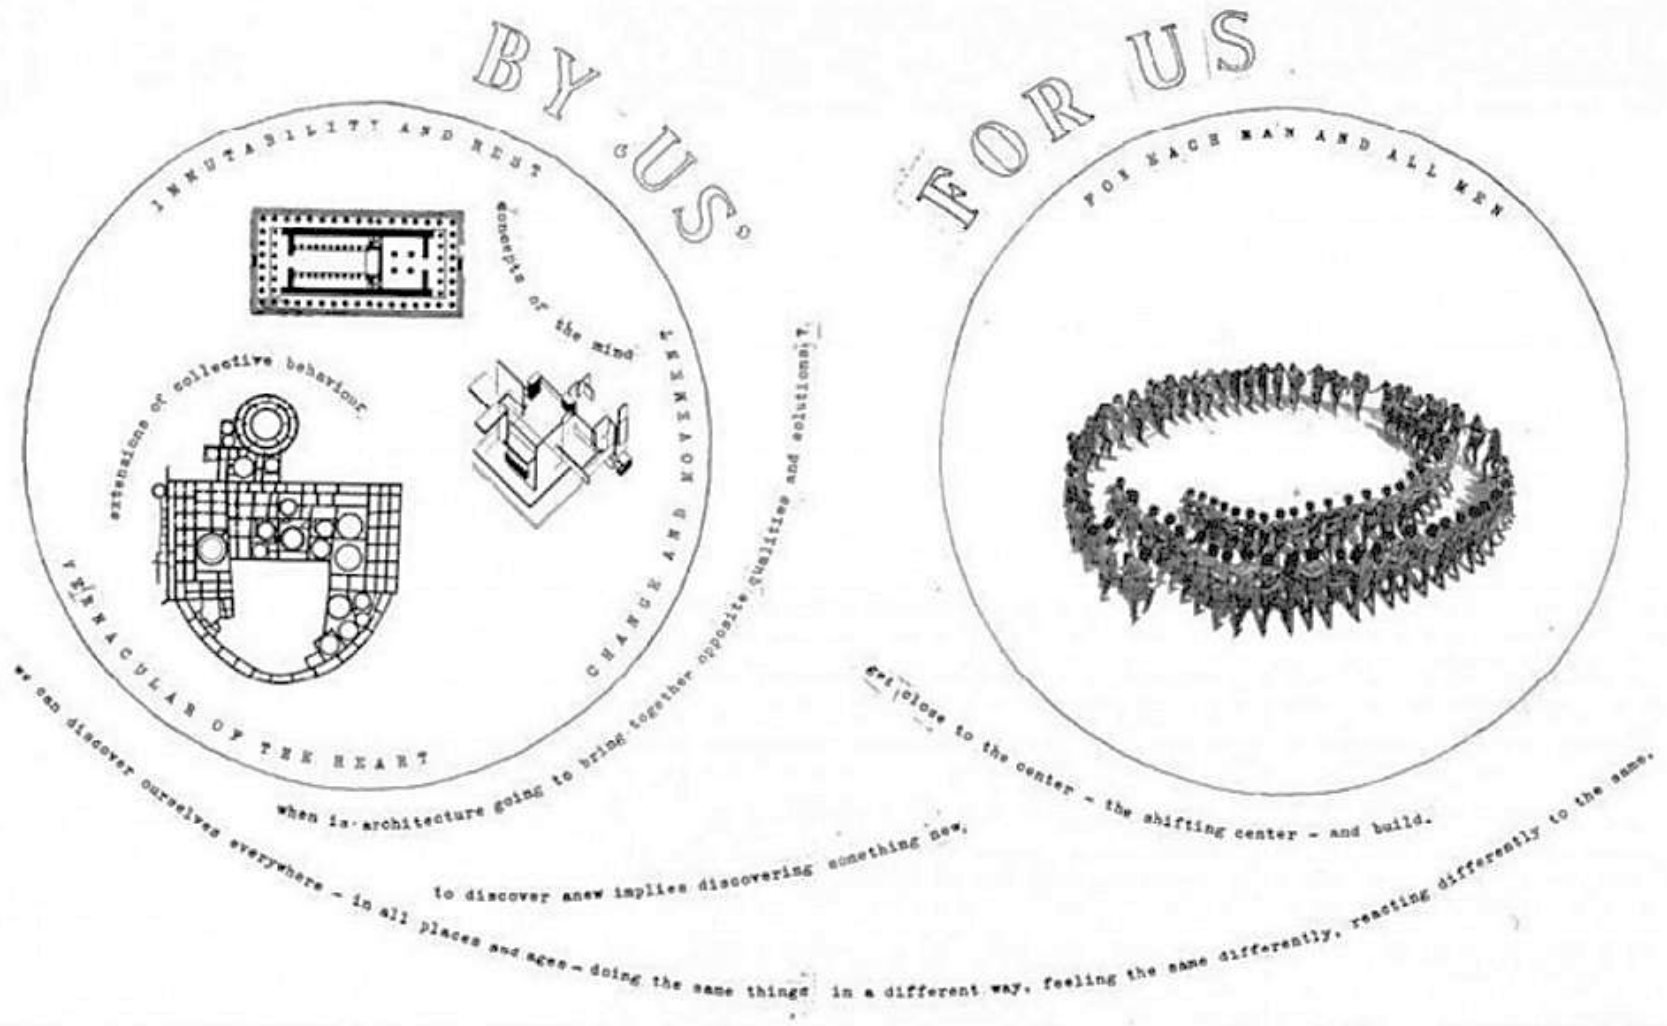 BY US
FOR US
IMMUTABILITY AND REST
concepts of the mind
extensions of collective behaviour
CHANGE AND
VERNACULAR OF THE HEART
when is architecture going to bring together opposite qualities and solutions?
FOR EACH MAN AND ALL MEN
get close to the center - the shifting center - and build.
to discover anew implies discovering something new.
we can discover ourselves everywhere - in all places and ages - doing the same things in a different way, feeling the same differently, reacting differently to the same.